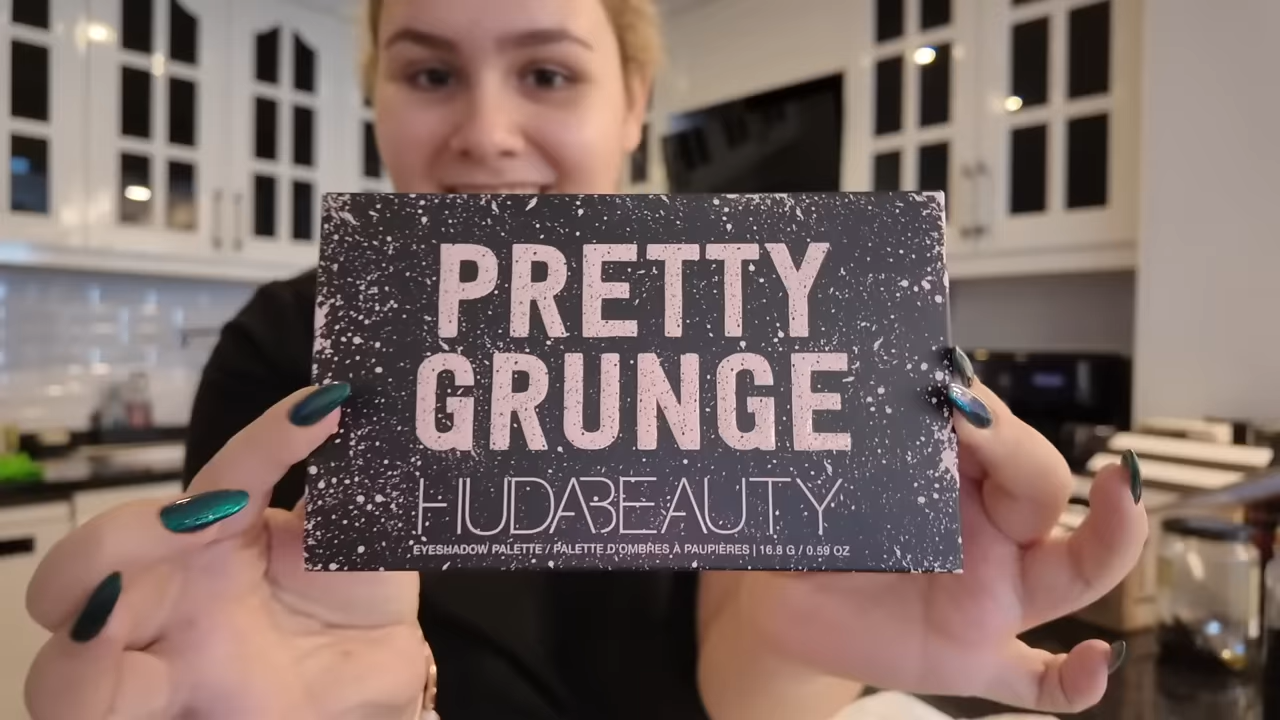 PRETTY
GRUNGE
HUDABEAUTY
EYESHADOW PALETTE / PALETTE D'OMBRES À PAUPIÈRES | 16.8 G / 0.59 OZ